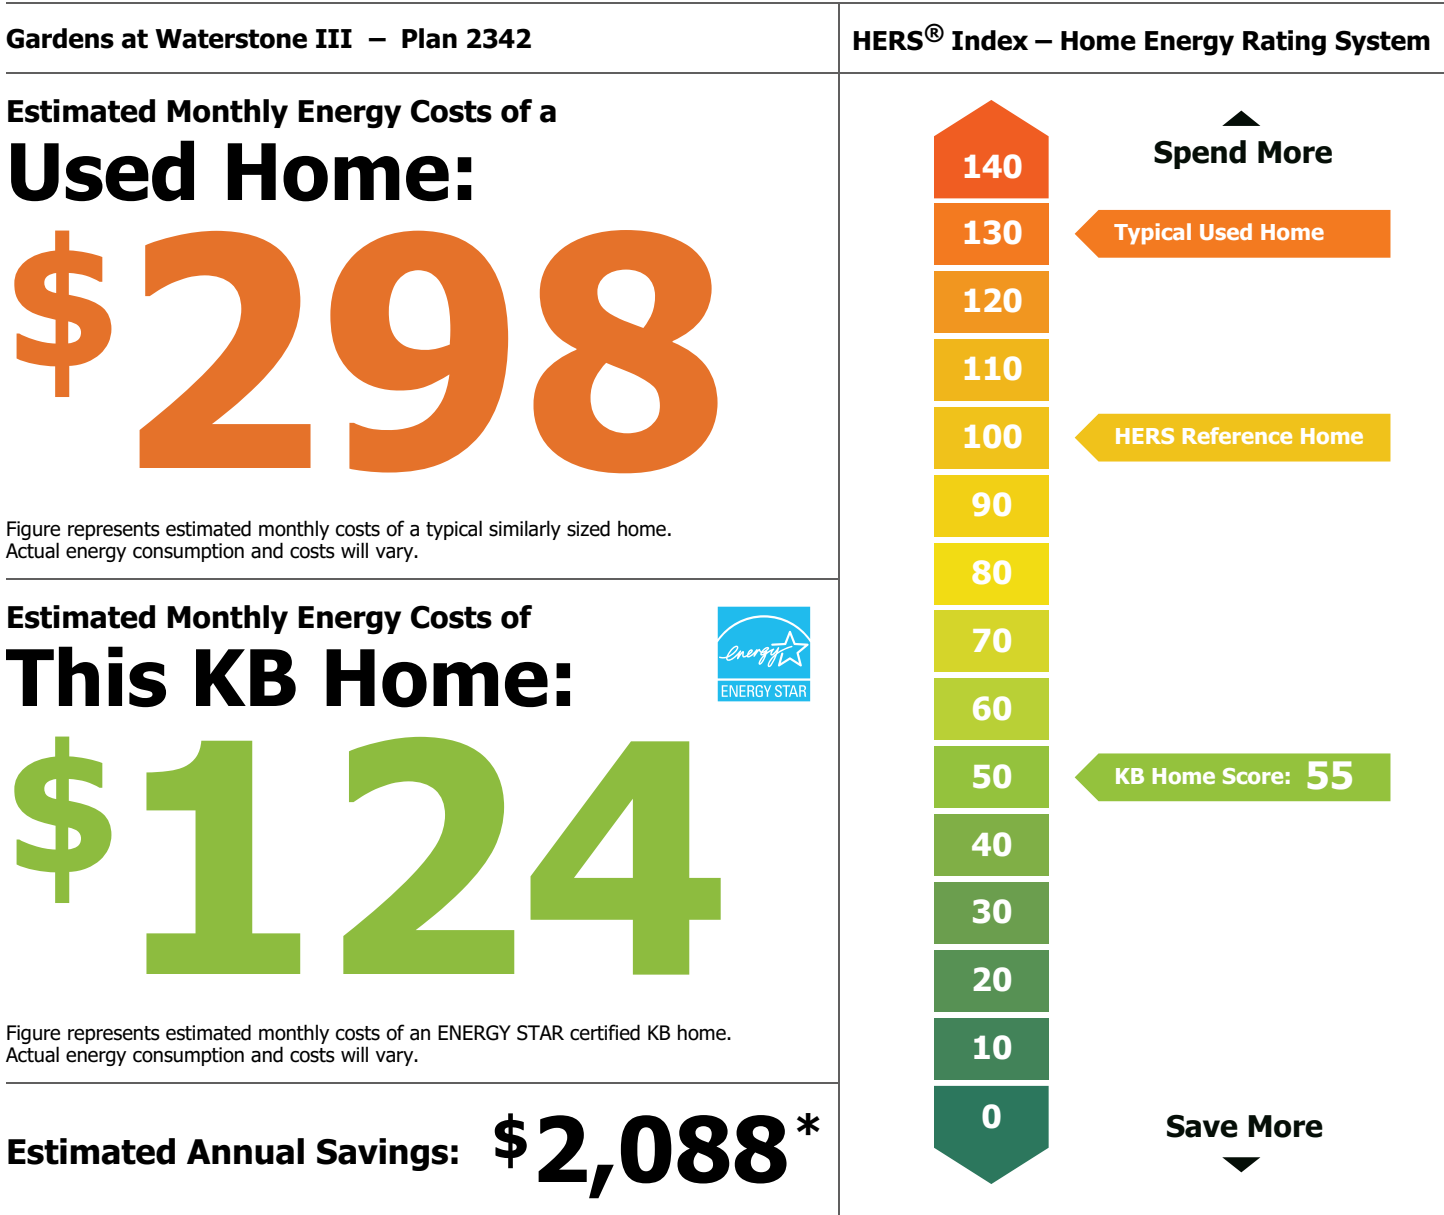 Gardens at Waterstone III – Plan 2342
Estimated Monthly Energy Costs of a
Used Home:
$298
Figure represents estimated monthly costs of a typical similarly sized home.
Actual energy consumption and costs will vary.
Estimated Monthly Energy Costs of
This KB Home:
energy
ENERGY STAR
$124
Figure represents estimated monthly costs of an ENERGY STAR certified KB home.
Actual energy consumption and costs will vary.
Estimated Annual Savings: $2,088*
HERS® Index – Home Energy Rating System
Spend More
140
130 Typical Used Home
120
110
100 HERS Reference Home
90
80
70
60
50 KB Home Score: 55
40
30
20
10
0
Save More